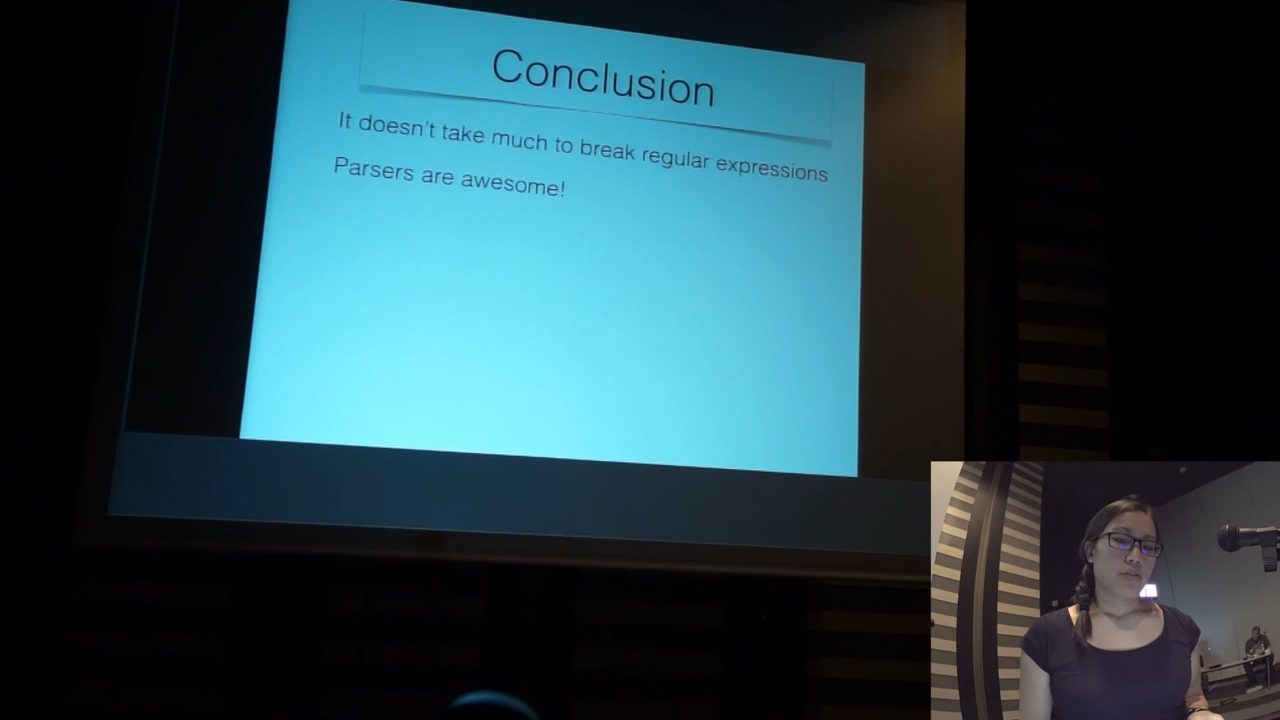 Conclusion
It doesn't take much to break regular expressions
Parsers are awesome!